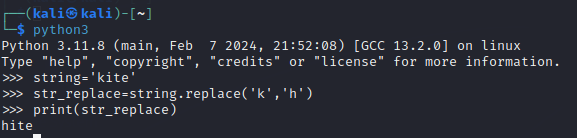 ┌──(kali㉿kali)-[~]
└─$ python3
Python 3.11.8 (main, Feb  7 2024, 21:52:08) [GCC 13.2.0] on linux
Type "help", "copyright", "credits" or "license" for more information.
>>> string='kite'
>>> str_replace=string.replace('k','h')
>>> print(str_replace)
hite